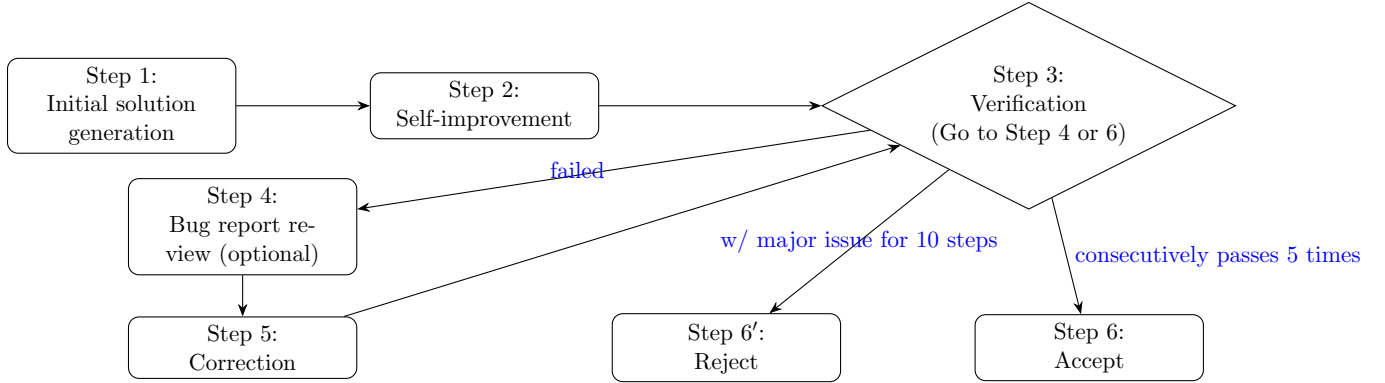 Step 1:
Initial solution
generation
Step 2:
Self-improvement
Step 3:
Verification
(Go to Step 4 or 6)
failed
Step 4:
Bug report re-
view (optional)
w/ major issue for 10 steps
consecutively passes 5 times
Step 5:
Correction
Step 6′:
Reject
Step 6:
Accept